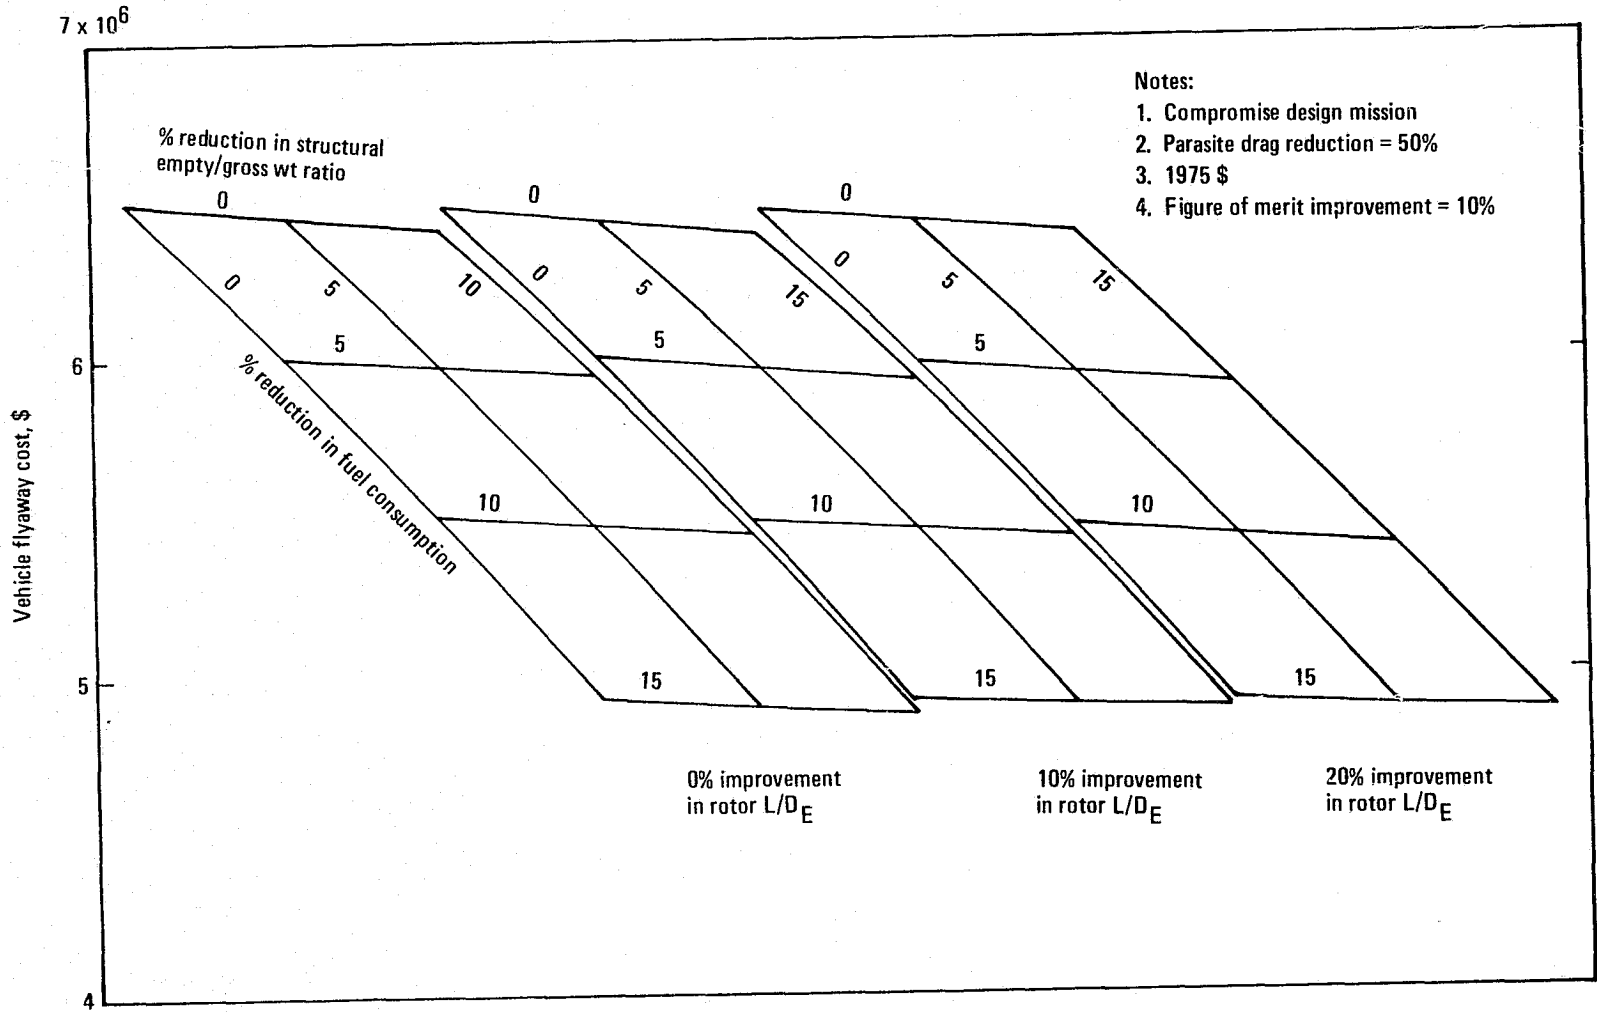 7 x 10⁶
Notes:
1. Compromise design mission
2. Parasite drag reduction = 50%
3. 1975 $
4. Figure of merit improvement = 10%
% reduction in structural
empty/gross wt ratio
0
0
0
0
5
10
0
5
15
0
5
15
5
5
5
6
% reduction in fuel consumption
Vehicle flyaway cost, $
10
10
10
15
15
15
5
0% improvement
in rotor L/D_E
10% improvement
in rotor L/D_E
20% improvement
in rotor L/D_E
4